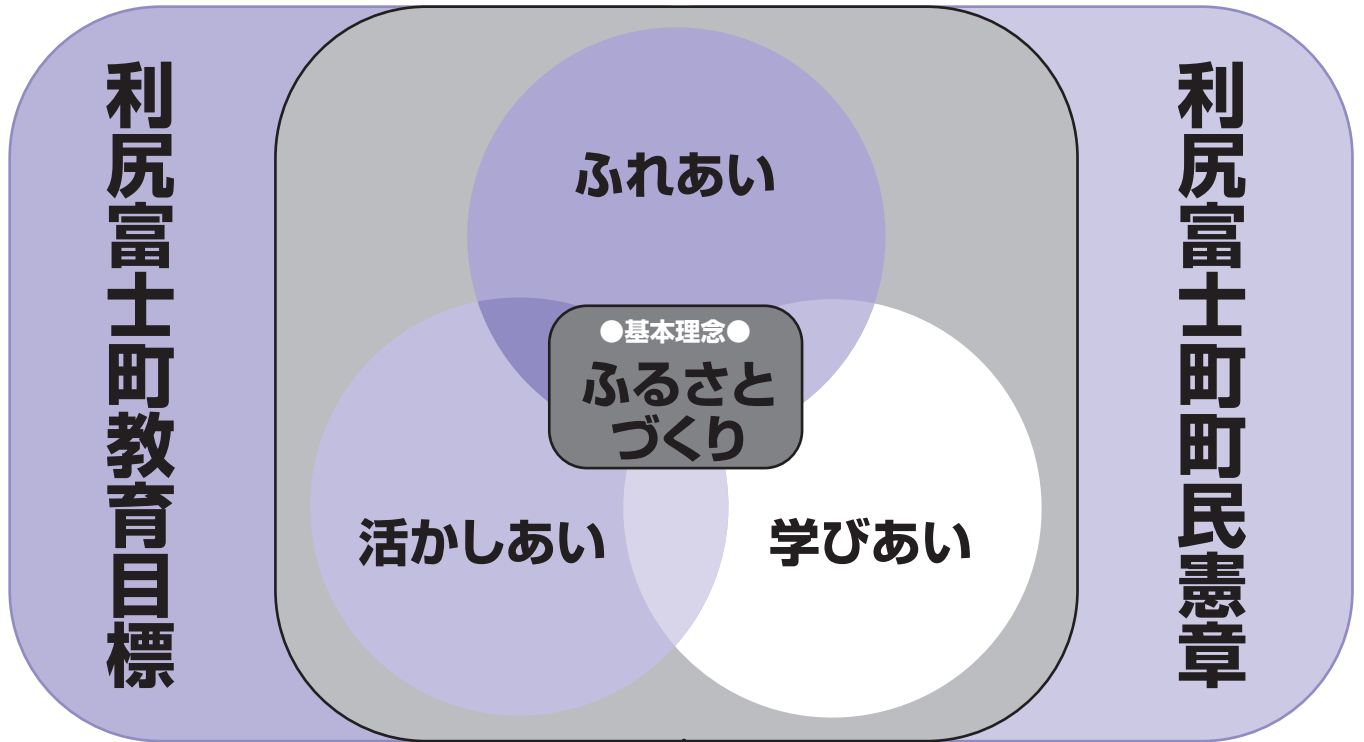 利尻富士町町民憲章
ふれあい
●基本理念●
ふるさと
づくり
活かしあい
学びあい
利尻富士町教育目標